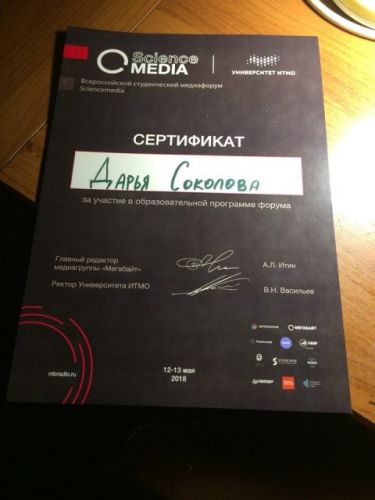 Science
MEDIA
УНИВЕРСИТЕТ ИТМО
Всероссийский студенческий медиафорум
Sciencemedia
СЕРТИФИКАТ
Дарья Соколова
за участие в образовательной программе форума
Главный редактор
медиагруппы «Мегабайт»
А.Л. Итин
Ректор Университета ИТМО
В.Н. Васильев
МЕГАБАЙТ
МИР
mbradio.ru
12-13 мая
2018